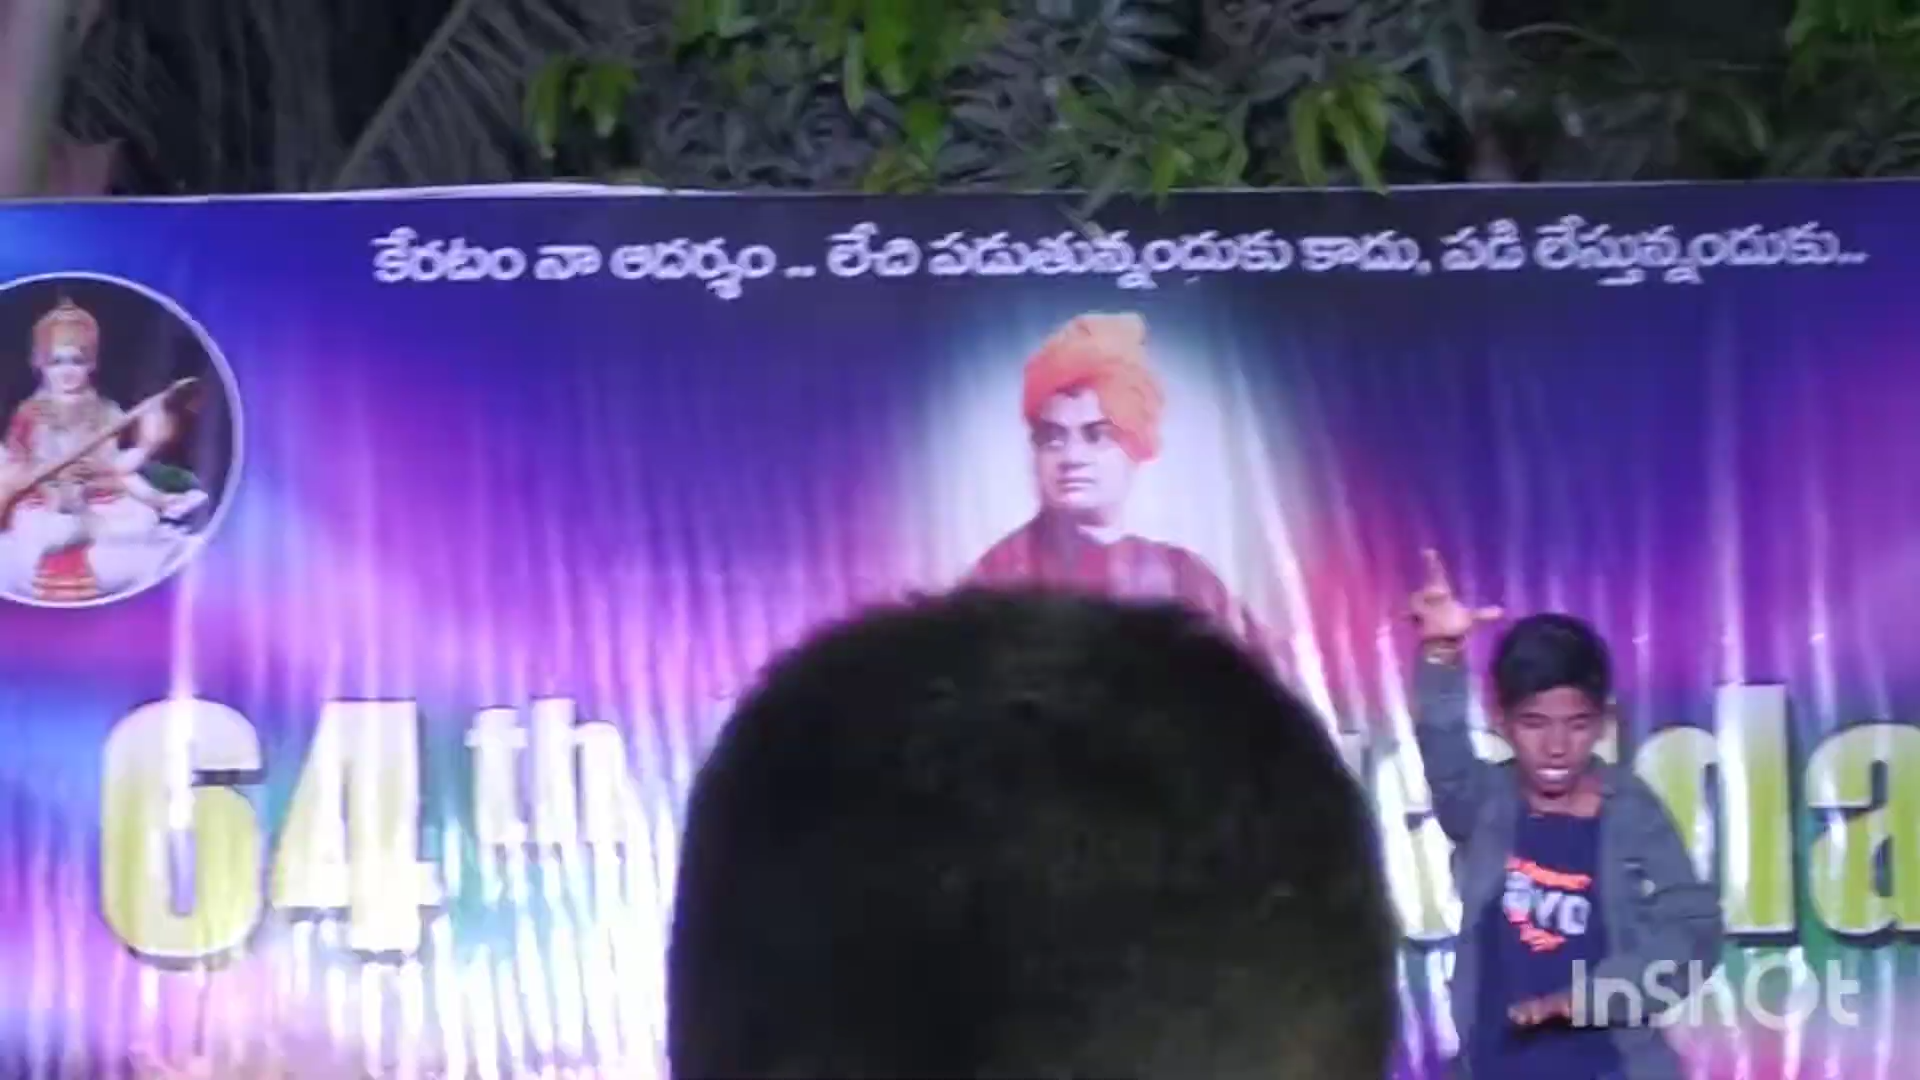 కేరటం నా ఆదర్శం .. లేచి పడుతున్నందుకు కాదు, పడి లేస్తున్నందుకు..
64th
InShOt